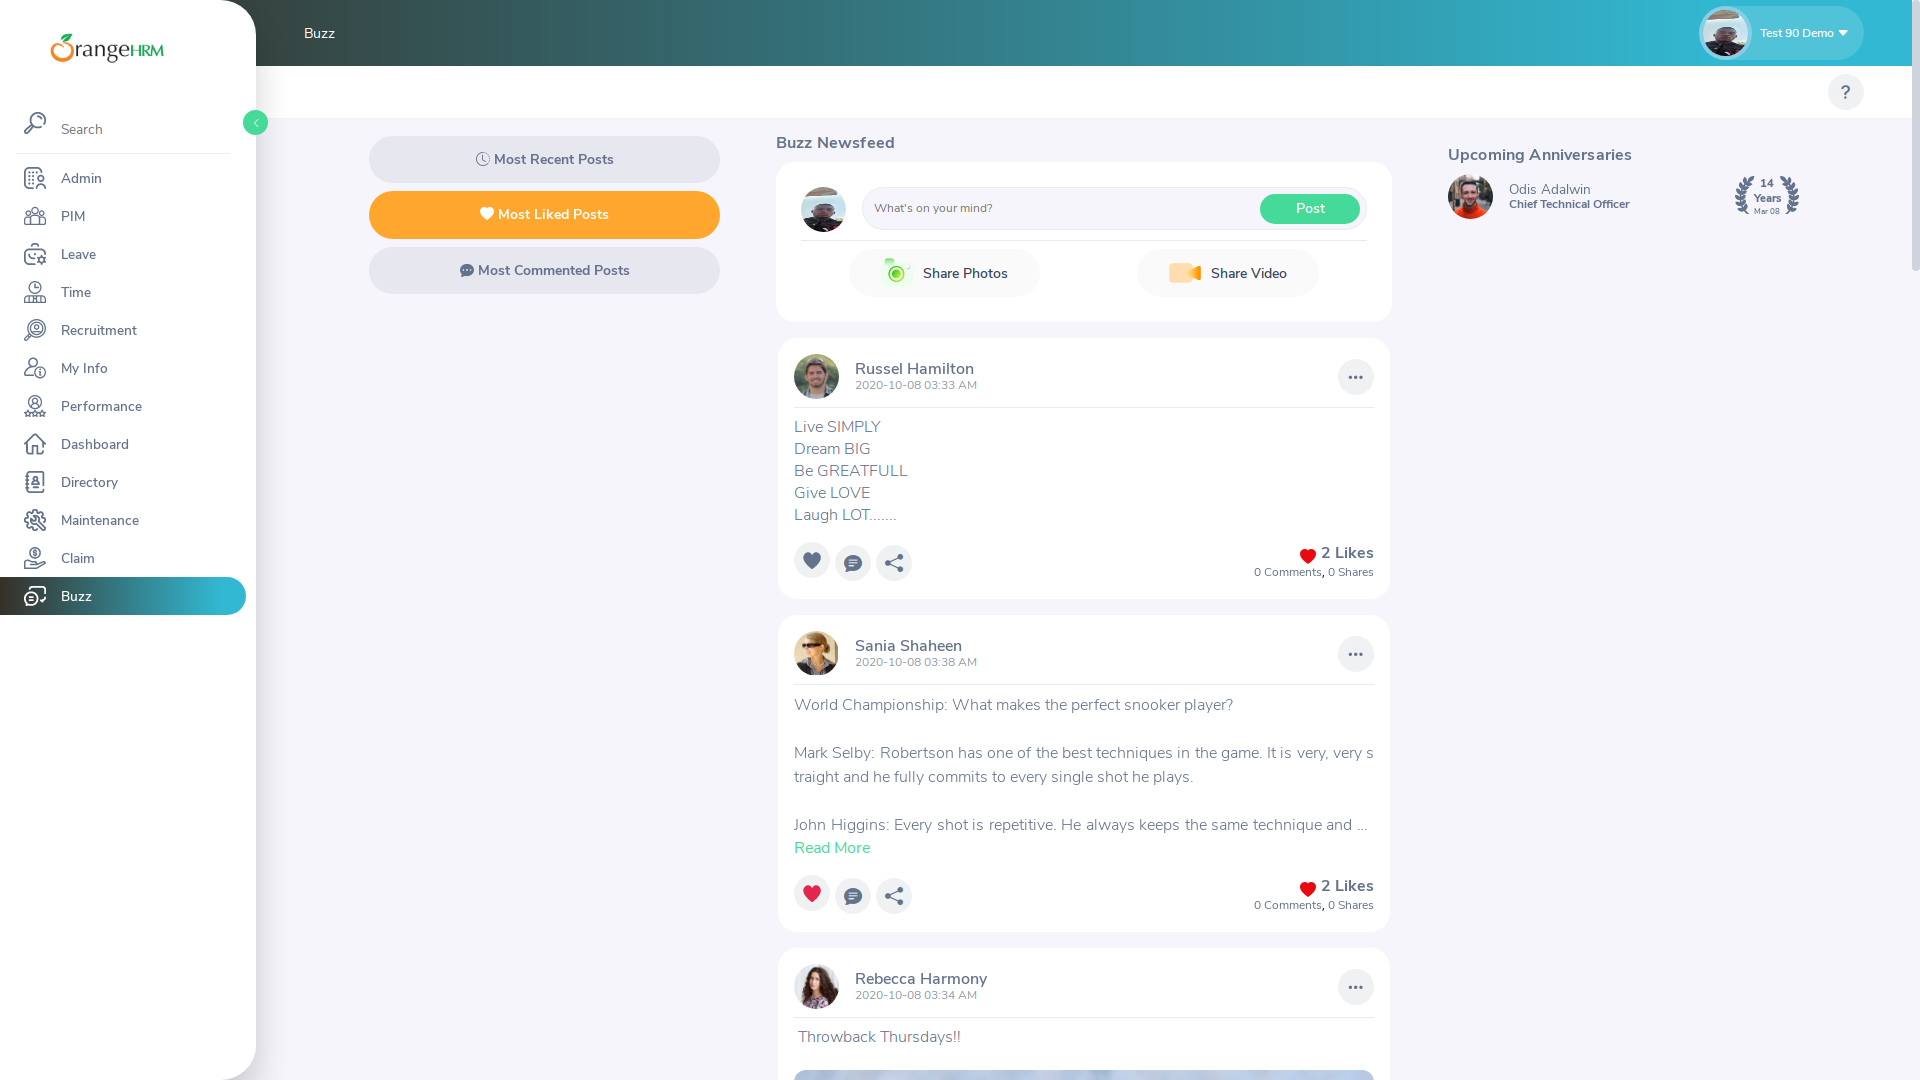 OrangeHRM
Buzz
Test 90 Demo
?
Search
Admin
PIM
Leave
Time
Recruitment
My Info
Performance
Dashboard
Directory
Maintenance
Claim
Buzz
Most Recent Posts
Most Liked Posts
Most Commented Posts
Buzz Newsfeed
What's on your mind?
Post
Share Photos
Share Video
Russel Hamilton
2020-10-08 03:33 AM
Live SIMPLY
Dream BIG
Be GREATFULL
Give LOVE
Laugh LOT.......
2 Likes
0 Comments, 0 Shares
Sania Shaheen
2020-10-08 03:38 AM
World Championship: What makes the perfect snooker player?
Mark Selby: Robertson has one of the best techniques in the game. It is very, very s
traight and he fully commits to every single shot he plays.
John Higgins: Every shot is repetitive. He always keeps the same technique and ...
Read More
2 Likes
0 Comments, 0 Shares
Rebecca Harmony
2020-10-08 03:34 AM
Throwback Thursdays!!
Upcoming Anniversaries
Odis Adalwin
Chief Technical Officer
14
Years
Mar 08